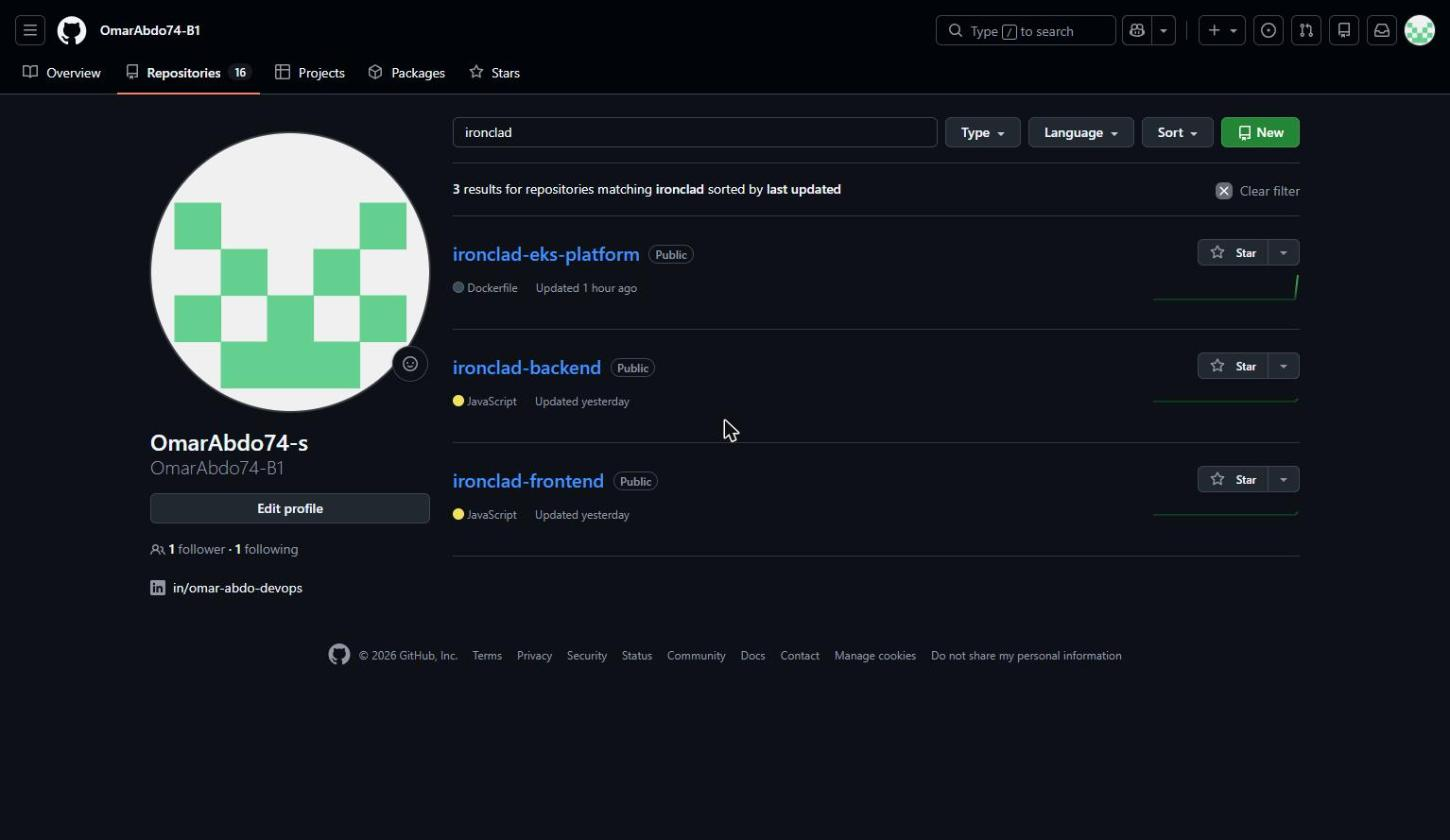 OmarAbdo74-B1
Type / to search
Overview
Repositories 16
Projects
Packages
Stars
ironclad
Type
Language
Sort
New
3 results for repositories matching ironclad sorted by last updated
Clear filter
ironclad-eks-platform Public
Star
Dockerfile Updated 1 hour ago
ironclad-backend Public
Star
JavaScript Updated yesterday
ironclad-frontend Public
Star
JavaScript Updated yesterday
OmarAbdo74-s
OmarAbdo74-B1
Edit profile
1 follower · 1 following
in/omar-abdo-devops
© 2026 GitHub, Inc. Terms Privacy Security Status Community Docs Contact Manage cookies Do not share my personal information